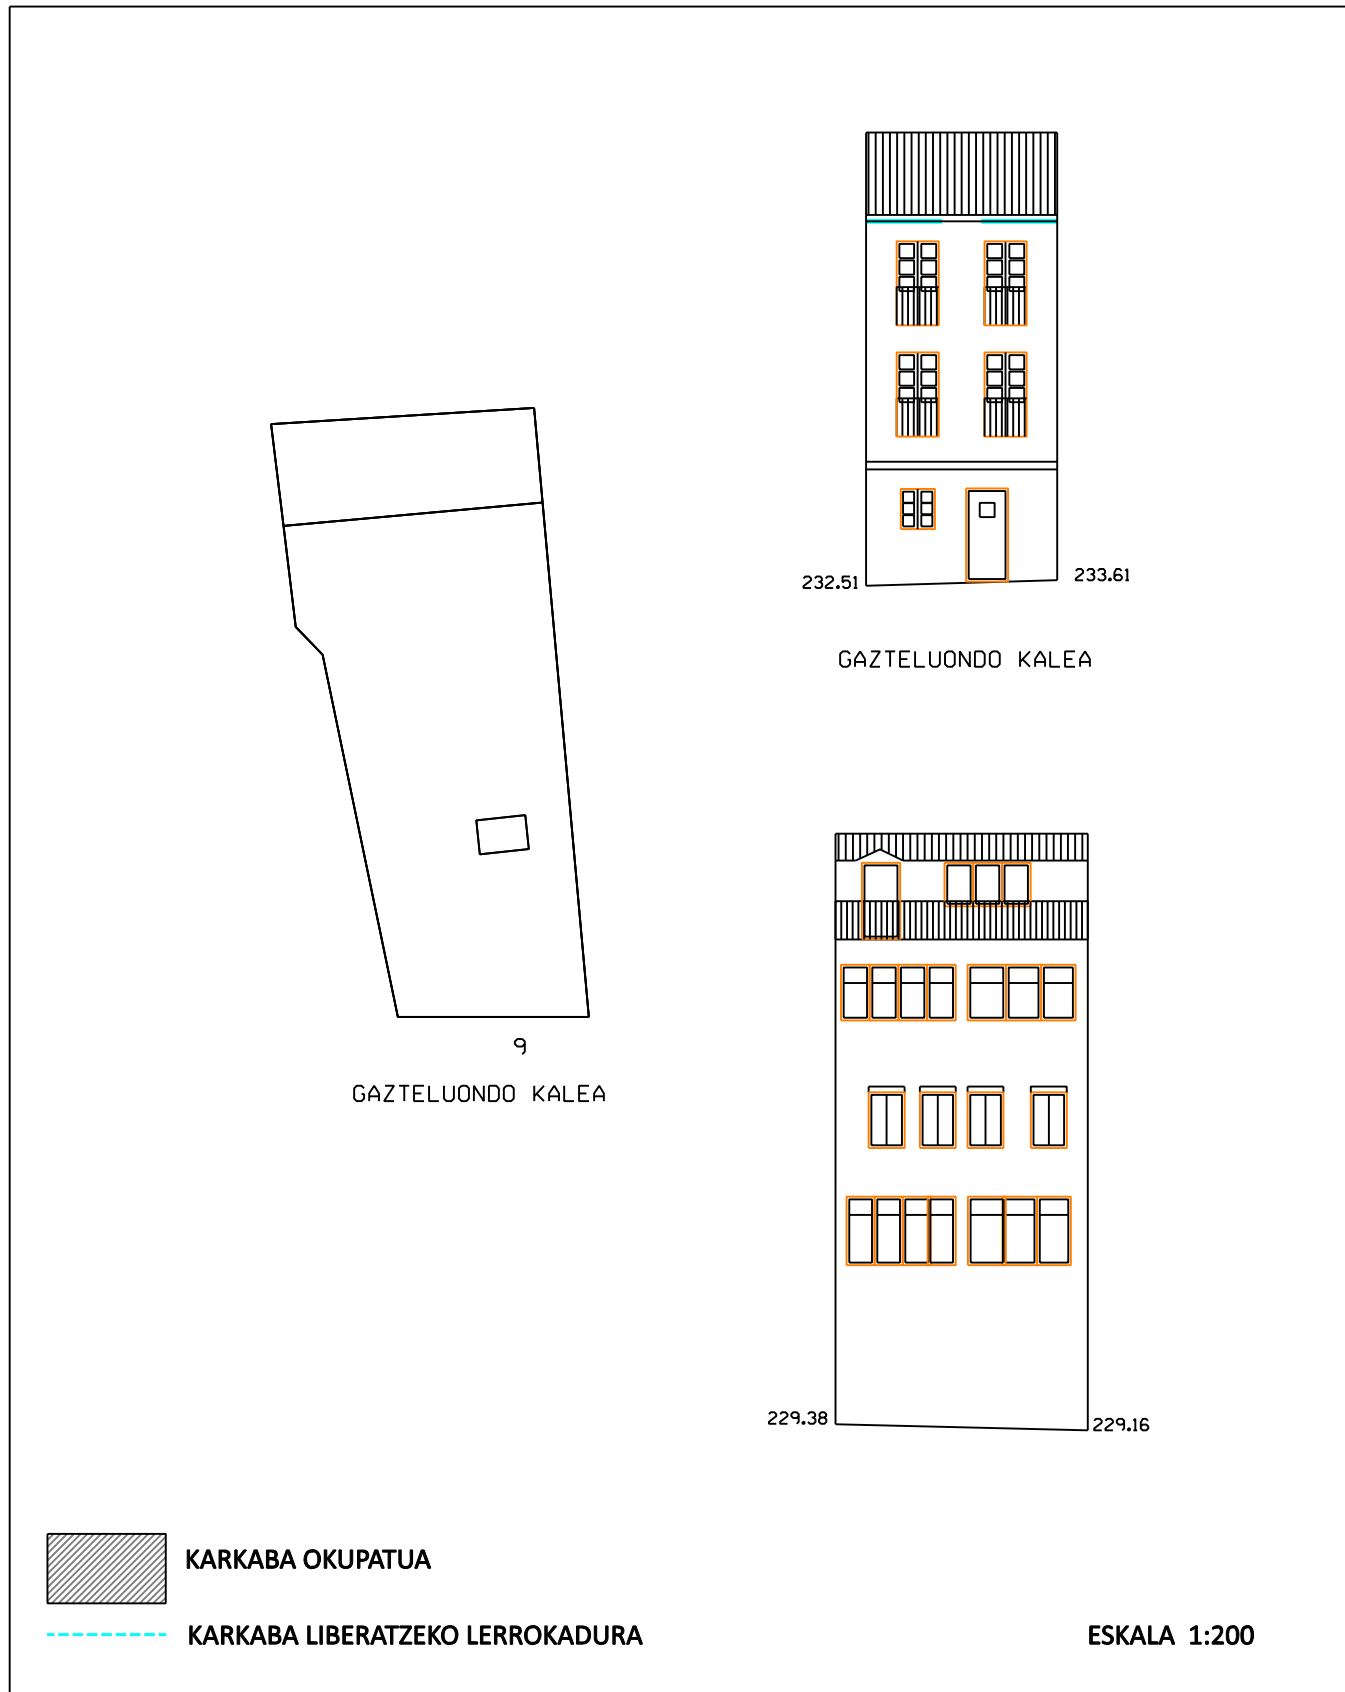 232.51
233.61
GAZTELUONDO KALEA
9
GAZTELUONDO KALEA
229.38
229.16
KARKABA OKUPATUA
KARKABA LIBERATZEKO LERROKADURA
ESKALA 1:200